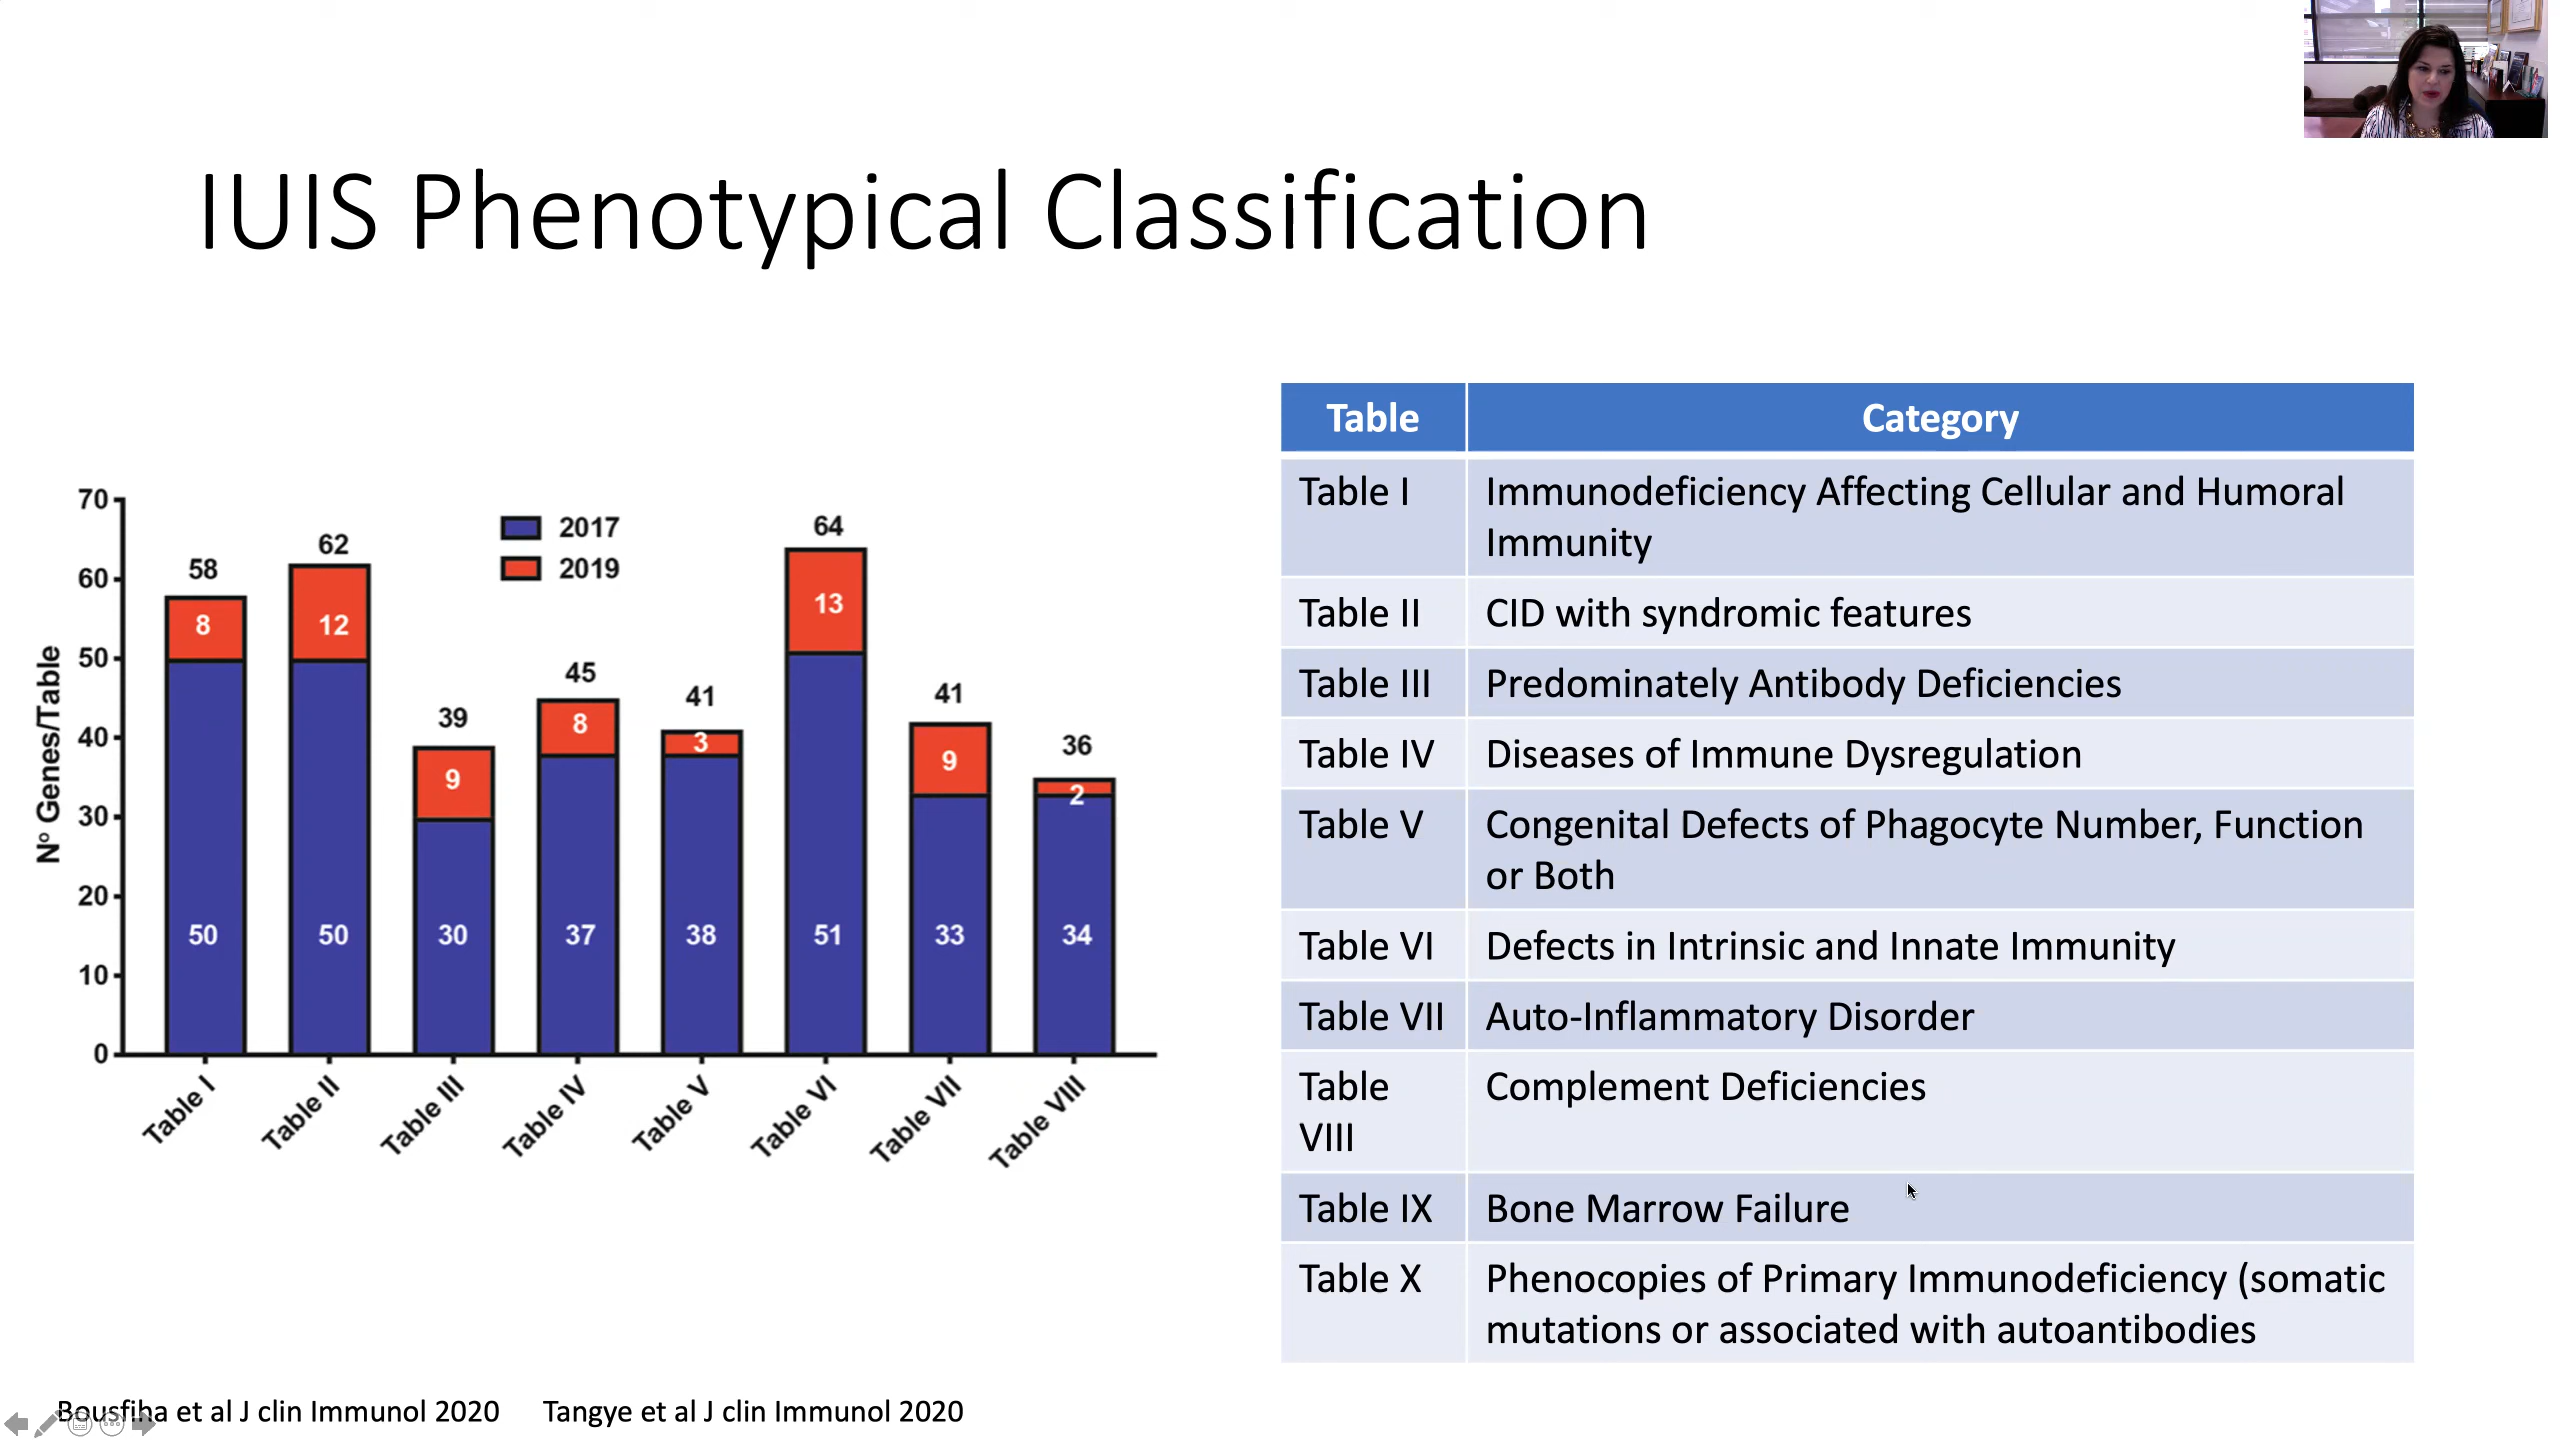 IUIS Phenotypical Classification
70
60
50
40
30
20
10
0
Nº Genes/Table
2017
2019
58
8
50
62
12
50
39
9
30
45
8
37
41
3
38
64
13
51
41
9
33
36
2
34
Table I
Table II
Table III
Table IV
Table V
Table VI
Table VII
Table VIII
Table Category
Table I Immunodeficiency Affecting Cellular and Humoral
Immunity
Table II CID with syndromic features
Table III Predominately Antibody Deficiencies
Table IV Diseases of Immune Dysregulation
Table V Congenital Defects of Phagocyte Number, Function
or Both
Table VI Defects in Intrinsic and Innate Immunity
Table VII Auto-Inflammatory Disorder
Table Complement Deficiencies
VIII
Table IX Bone Marrow Failure
Table X Phenocopies of Primary Immunodeficiency (somatic
mutations or associated with autoantibodies
Bousfiha et al J clin Immunol 2020 Tangye et al J clin Immunol 2020